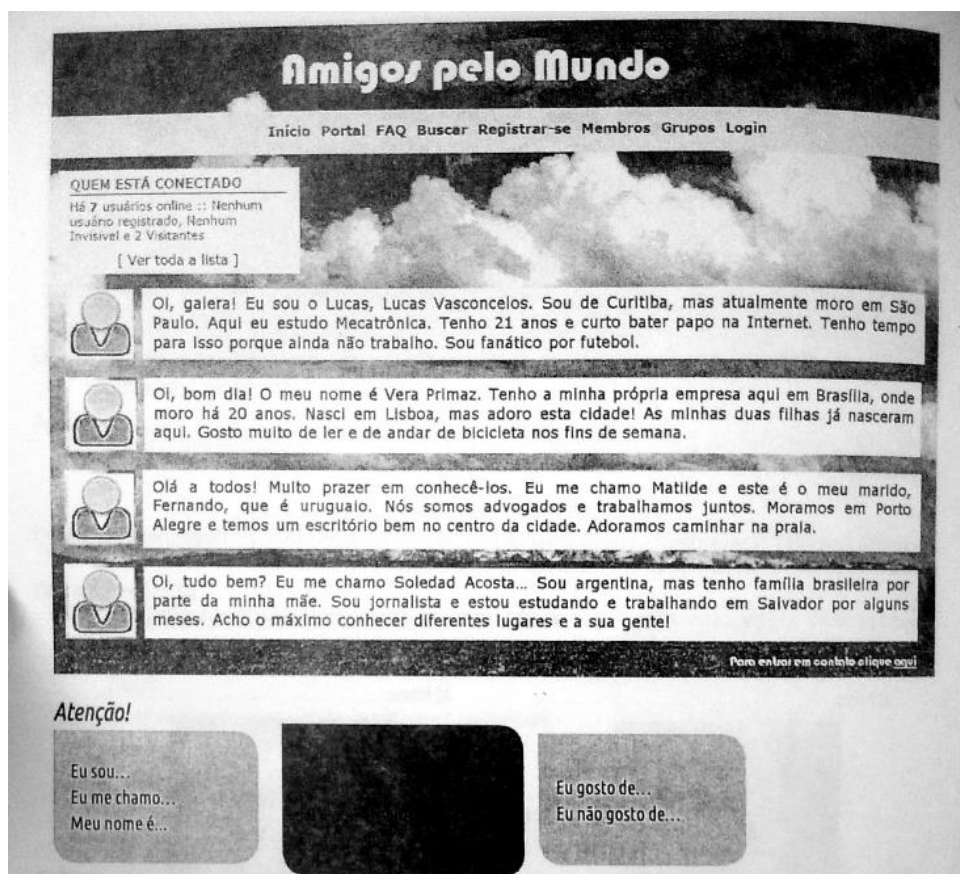 Amigos pelo Mundo
Início Portal FAQ Buscar Registrar-se Membros Grupos Login
QUEM ESTÁ CONECTADO
Há 7 usuários online :: Nenhum
usuário registrado, Nenhum
Invisível e 2 Visitantes
[ Ver toda a lista ]
Oi, galera! Eu sou o Lucas, Lucas Vasconcelos. Sou de Curitiba, mas atualmente moro em São
Paulo. Aqui eu estudo Mecatrônica. Tenho 21 anos e curto bater papo na Internet. Tenho tempo
para isso porque ainda não trabalho. Sou fanático por futebol.
Oi, bom dia! O meu nome é Vera Primaz. Tenho a minha própria empresa aqui em Brasília, onde
moro há 20 anos. Nasci em Lisboa, mas adoro esta cidade! As minhas duas filhas já nasceram
aqui. Gosto muito de ler e de andar de bicicleta nos fins de semana.
Olá a todos! Muito prazer em conhecê-los. Eu me chamo Matilde e este é o meu marido,
Fernando, que é uruguaio. Nós somos advogados e trabalhamos juntos. Moramos em Porto
Alegre e temos um escritório bem no centro da cidade. Adoramos caminhar na praia.
Oi, tudo bem? Eu me chamo Soledad Acosta... Sou argentina, mas tenho família brasileira por
parte da minha mãe. Sou jornalista e estou estudando e trabalhando em Salvador por alguns
meses. Acho o máximo conhecer diferentes lugares e a sua gente!
Para entrar em contato clique aqui
Atenção!
Eu sou...
Eu me chamo...
Meu nome é...
Eu gosto de...
Eu não gosto de...